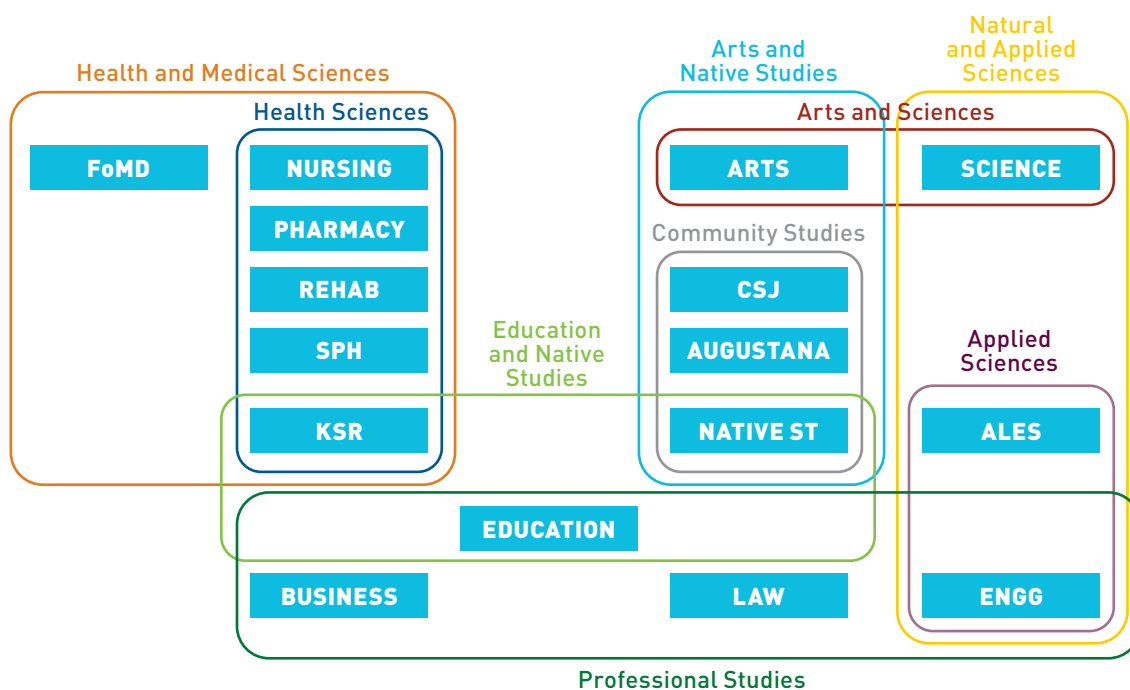 Natural
and Applied
Sciences
Arts and
Native Studies
Health and Medical Sciences
Health Sciences
Arts and Sciences
FoMD
NURSING
ARTS
SCIENCE
PHARMACY
Community Studies
REHAB
CSJ
Education
and Native
Studies
SPH
AUGUSTANA
Applied
Sciences
KSR
NATIVE ST
ALES
EDUCATION
BUSINESS
LAW
ENGG
Professional Studies